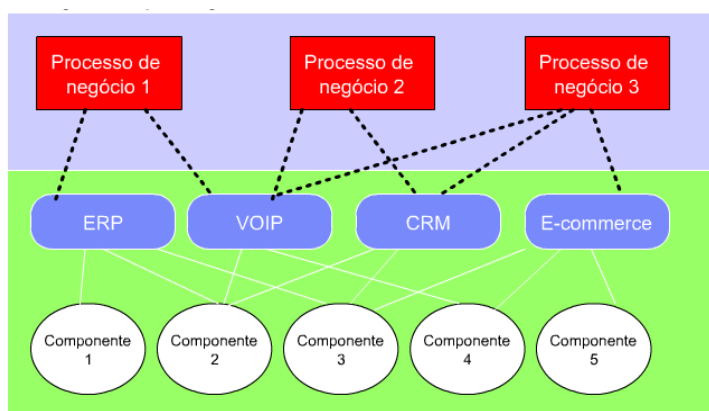 Processo de
negócio 1
Processo de
negócio 2
Processo de
negócio 3
ERP
VOIP
CRM
E-commerce
Componente
1
Componente
2
Componente
3
Componente
4
Componente
5